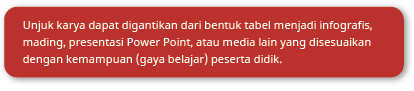 Unjuk karya dapat digantikan dari bentuk tabel menjadi infografis,
mading, presentasi Power Point, atau media lain yang disesuaikan
dengan kemampuan (gaya belajar) peserta didik.